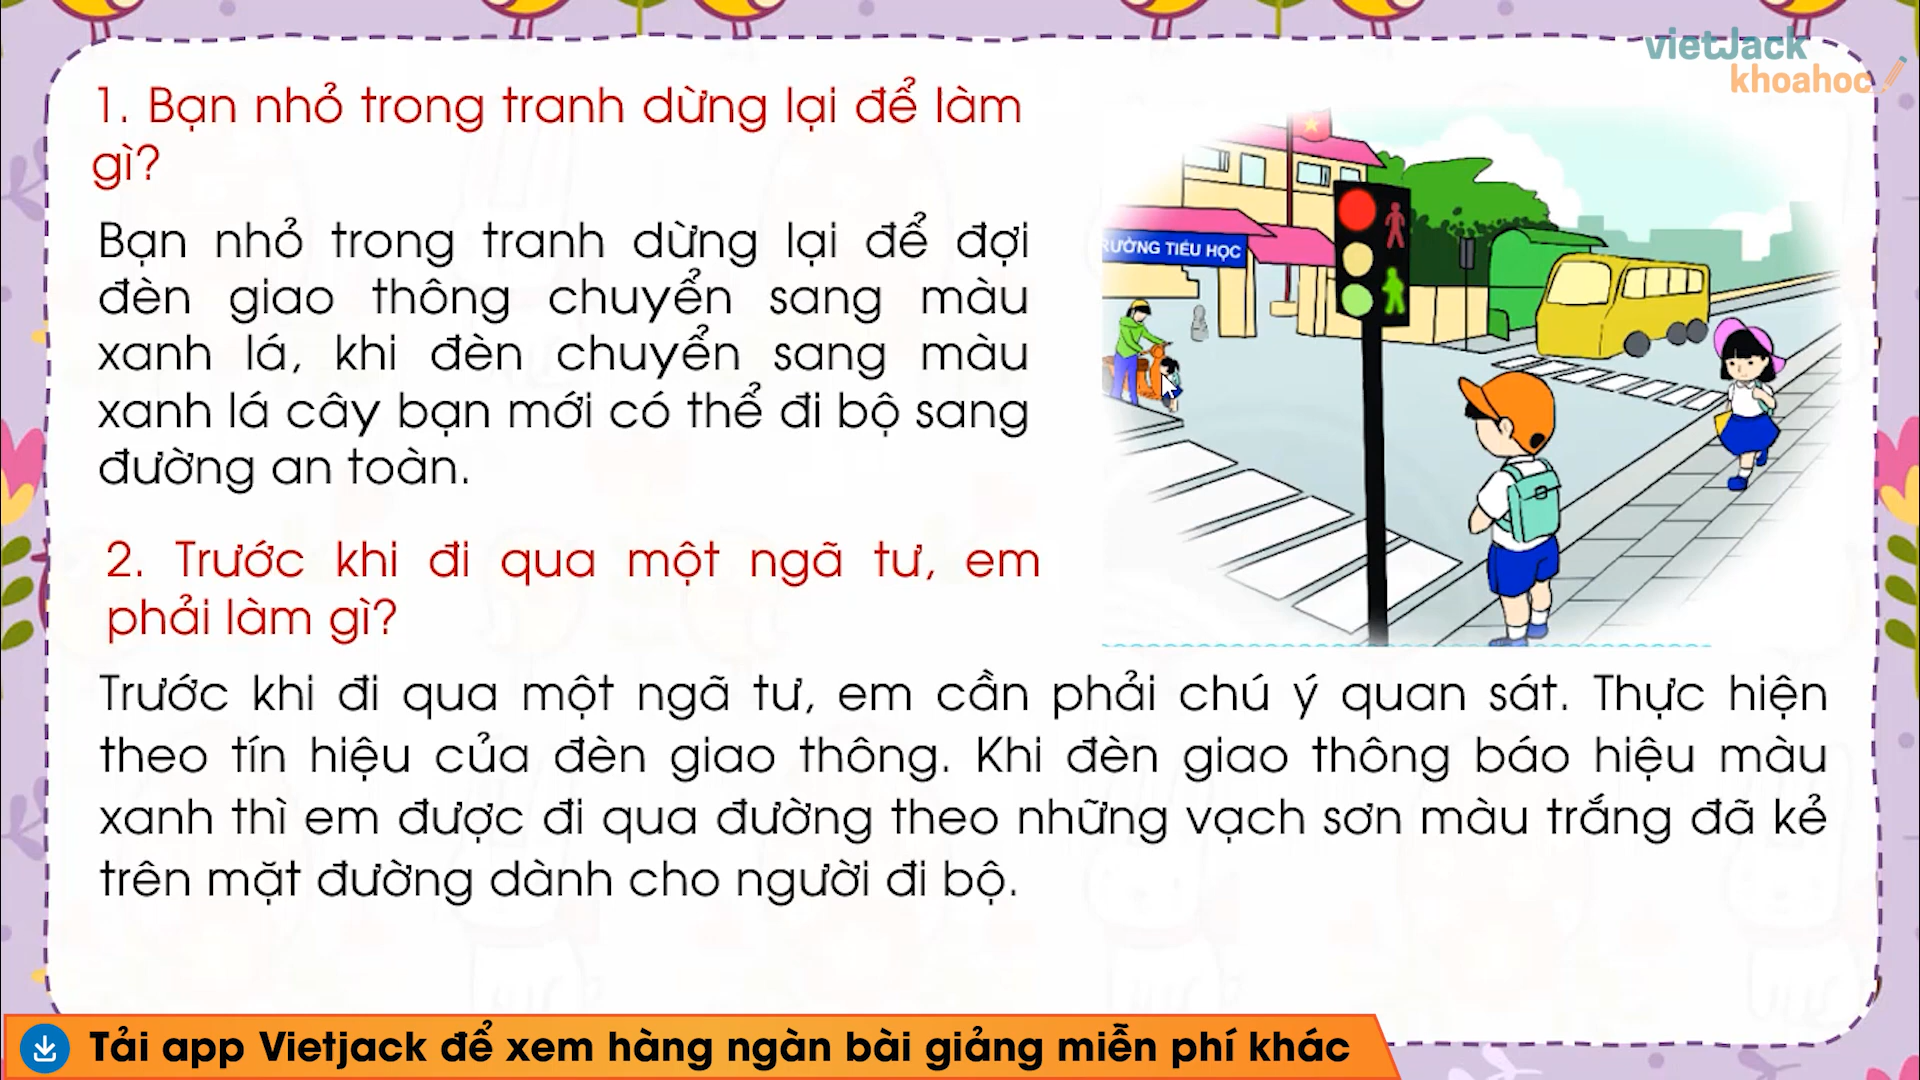 vietJack
khoahoc
1. Bạn nhỏ trong tranh dừng lại để làm
gì?
Bạn nhỏ trong tranh dừng lại để đợi
đèn giao thông chuyển sang màu
xanh lá, khi đèn chuyển sang màu
xanh lá cây bạn mới có thể đi bộ sang
đường an toàn.
RƯỜNG TIỂU HỌC
2. Trước khi đi qua một ngã tư, em
phải làm gì?
Trước khi đi qua một ngã tư, em cần phải chú ý quan sát. Thực hiện
theo tín hiệu của đèn giao thông. Khi đèn giao thông báo hiệu màu
xanh thì em được đi qua đường theo những vạch sơn màu trắng đã kẻ
trên mặt đường dành cho người đi bộ.
Tải app Vietjack để xem hàng ngàn bài giảng miễn phí khác